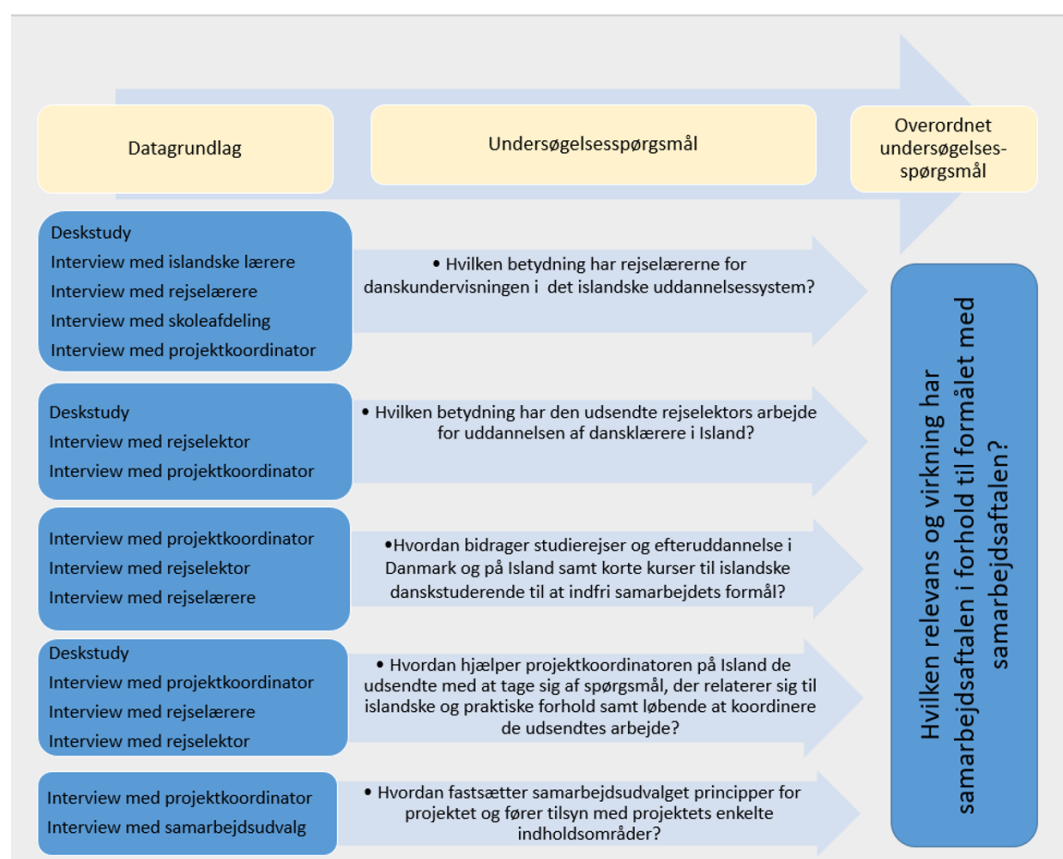 Datagrundlag
Undersøgelsesspørgsmål
Overordnet
undersøgelses-
spørgsmål
Deskstudy
Interview med islandske lærere
Interview med rejselærere
Interview med skoleafdeling
Interview med projektkoordinator
• Hvilken betydning har rejselærerne for
danskundervisningen i det islandske uddannelsessystem?
Deskstudy
Interview med rejselektor
Interview med projektkoordinator
• Hvilken betydning har den udsendte rejselektors arbejde
for uddannelsen af dansklærere i Island?
Interview med projektkoordinator
Interview med rejselektor
Interview med rejselærere
•Hvordan bidrager studierejser og efteruddannelse i
Danmark og på Island samt korte kurser til islandske
danskstuderende til at indfri samarbejdets formål?
Deskstudy
Interview med projektkoordinator
Interview med rejselærere
Interview med rejselektor
• Hvordan hjælper projektkoordinatoren på Island de
udsendte med at tage sig af spørgsmål, der relaterer sig til
islandske og praktiske forhold samt løbende at koordinere
de udsendtes arbejde?
Interview med projektkoordinator
Interview med samarbejdsudvalg
• Hvordan fastsætter samarbejdsudvalget principper for
projektet og fører tilsyn med projektets enkelte
indholdsområder?
Hvilken relevans og virkning har
samarbejdsaftalen i forhold til formålet med
samarbejdsaftalen?